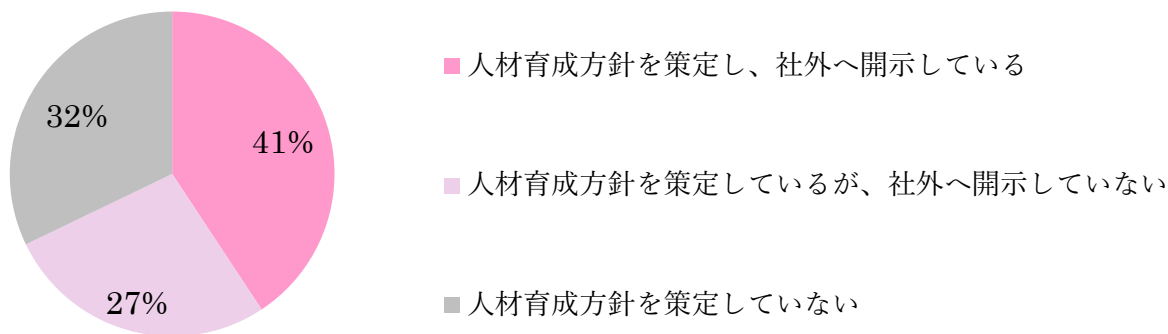 人材育成方針を策定し、社外へ開示している
32%
41%
人材育成方針を策定しているが、社外へ開示していない
27%
人材育成方針を策定していない